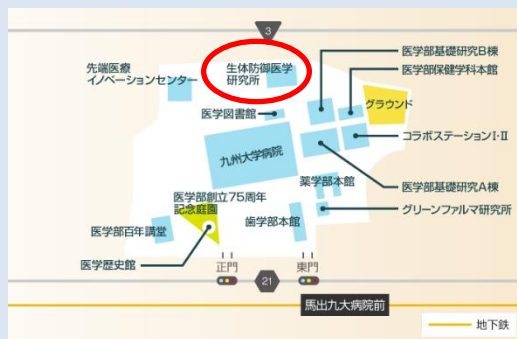 3
先端医療
イノベーションセンター
生体防御医学
研究所
医学部基礎研究B棟
医学部保健学科本館
グラウンド
医学図書館
コラボステーションI・II
九州大学病院
薬学部本館
医学部基礎研究A棟
医学部創立75周年
記念庭園
グリーンファルマ研究所
歯学部本館
医学部百年講堂
医学歴史館
正門
東門
21
馬出九大病院前
地下鉄